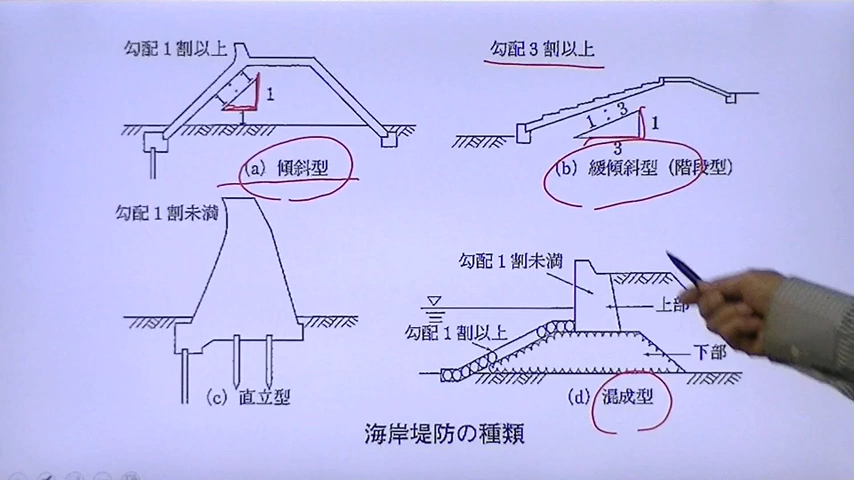 勾配1割以上
1:1
1
1
(a) 傾斜型
勾配3割以上
1:3
1
3
(b) 緩傾斜型 (階段型)
勾配1割未満
(c) 直立型
勾配1割未満
上部
勾配1割以上
下部
(d) 混成型
海岸堤防の種類